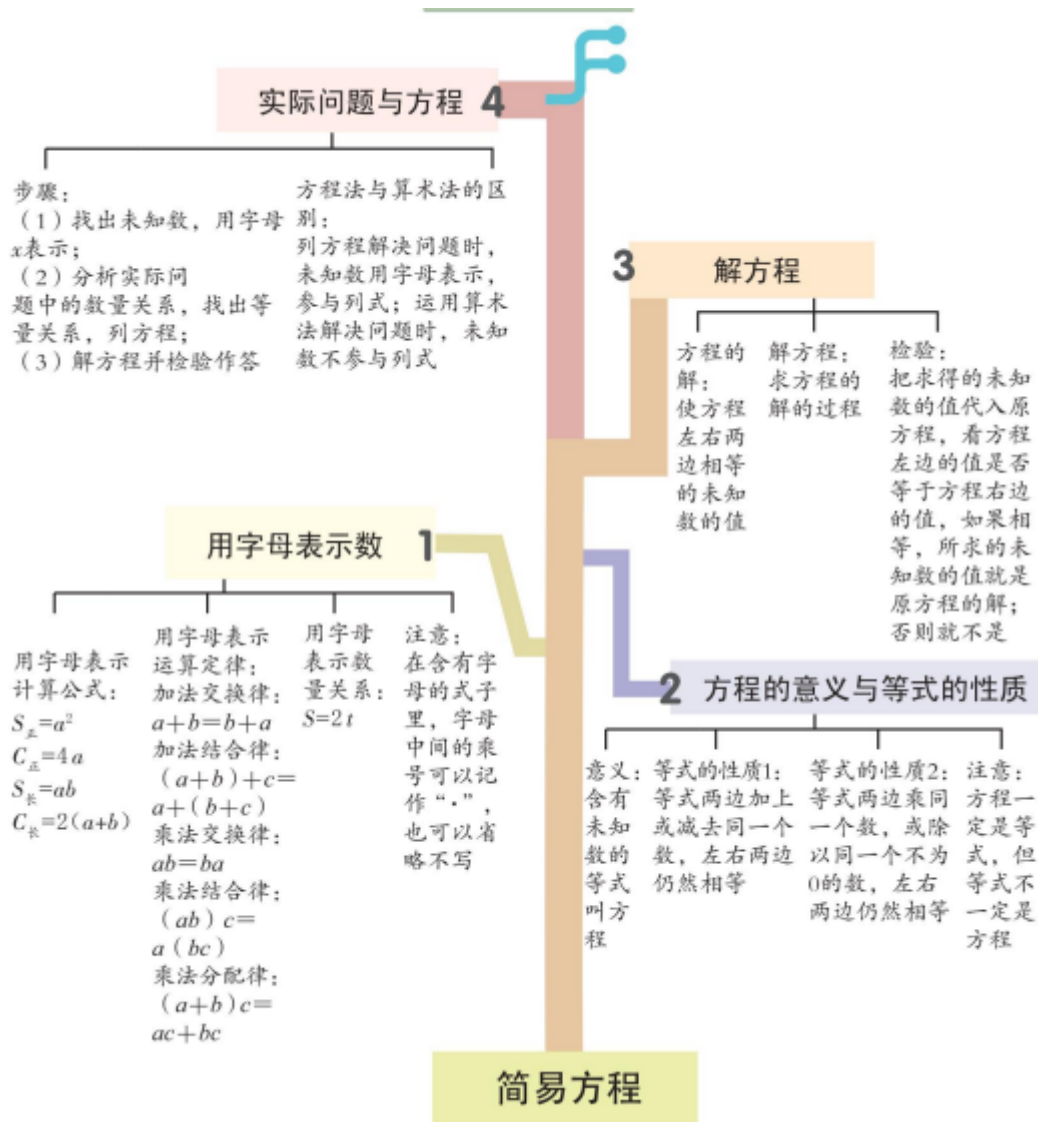 实际问题与方程 4
步骤：
（1）找出未知数，用字母
x表示；
（2）分析实际问
题中的数量关系，找出等
量关系，列方程；
（3）解方程并检验作答
方程法与算术法的区
别：
列方程解决问题时，
未知数用字母表示，
参与列式；运用算术
法解决问题时，未知
数不参与列式
3 解方程
方程的
解：
使方程
左右两
边相等
的未知
数的值
解方程：
求方程的
解的过程
检验：
把求得的未知
数的值代入原
方程，看方程
左边的值是否
等于方程右边
的值，如果相
等，所求的未
知数的值就是
原方程的解；
否则就不是
用字母表示数 1
用字母表示
计算公式：
S正=a²
C正=4a
S长=ab
C长=2(a+b)
用字母表示
运算定律：
加法交换律：
a+b=b+a
加法结合律：
（a+b）+c=
a+（b+c）
乘法交换律：
ab=ba
乘法结合律：
（ab）c=
a（bc）
乘法分配律：
（a+b）c=
ac+bc
用字母
表示数
量关系：
S=2t
注意：
在含有字
母的式子
里，字母
中间的乘
号可以记
作“·”，
也可以省
略不写
2 方程的意义与等式的性质
意义：
含有
未知
数的
等式
叫方
程
等式的性质1：
等式两边加上
或减去同一个
数，左右两边
仍然相等
等式的性质2：
等式两边乘同
一个数，或除
以同一个不为
0的数，左右
两边仍然相等
注意：
方程一
定是等
式，但
等式不
一定是
方程
简易方程